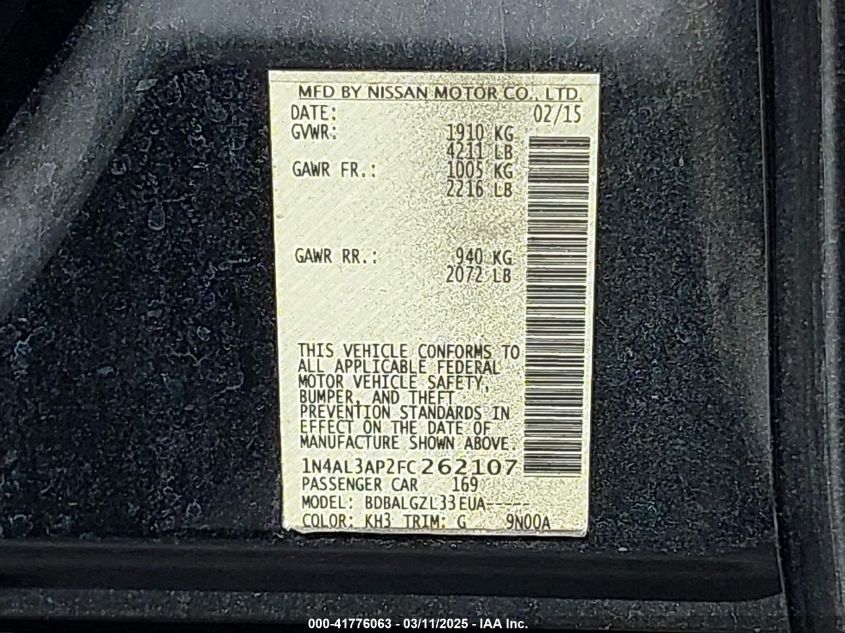 MFD BY NISSAN MOTOR CO., LTD.
DATE: 02/15
GVWR: 1910 KG
4211 LB
GAWR FR.: 1005 KG
2216 LB
GAWR RR.: 940 KG
2072 LB
THIS VEHICLE CONFORMS TO
ALL APPLICABLE FEDERAL
MOTOR VEHICLE SAFETY,
BUMPER, AND THEFT
PREVENTION STANDARDS IN
EFFECT ON THE DATE OF
MANUFACTURE SHOWN ABOVE.
1N4AL3AP2FC262107
PASSENGER CAR 169
MODEL: BDBALGZL33EUA-----
COLOR: KH3 TRIM: G 9N00A
000-41776063 - 03/11/2025 - IAA Inc.